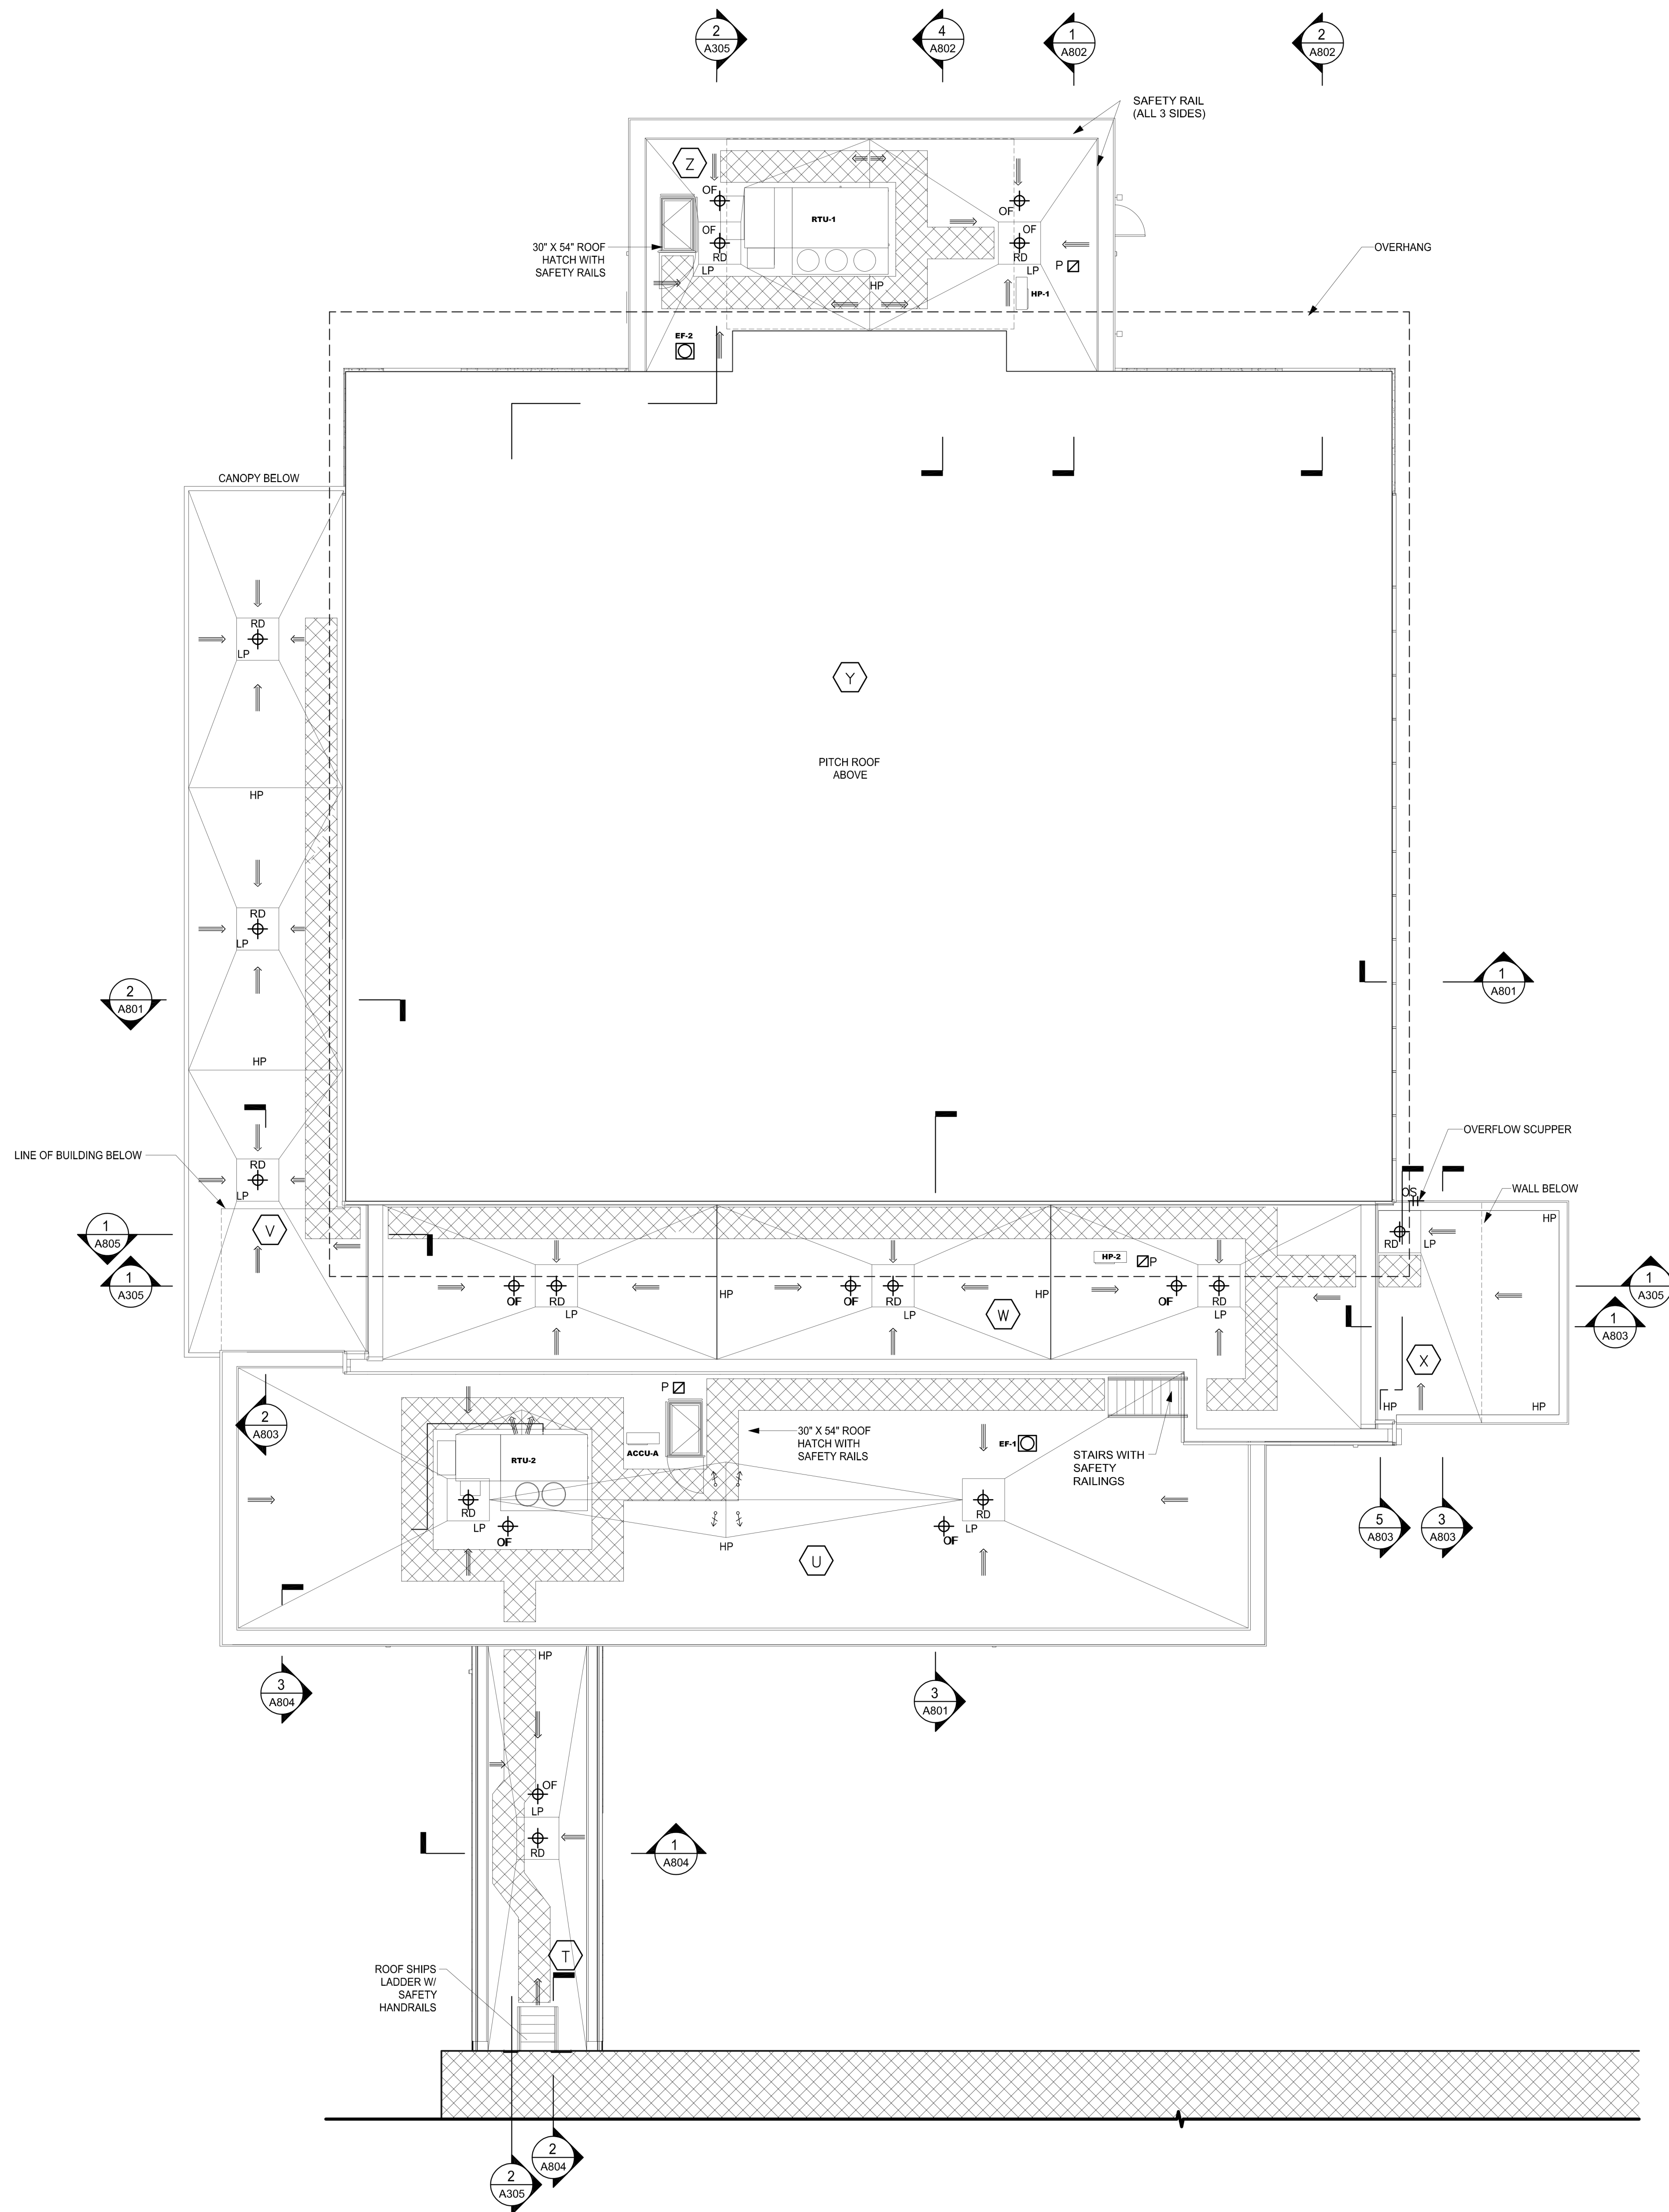 2
A305
4
A802
1
A802
2
A802
SAFETY RAIL
(ALL 3 SIDES)
Z
OF
OF
RD
LP
RTU-1
HP
OF
OF
RD
LP
P
HP-1
30" X 54" ROOF
HATCH WITH
SAFETY RAILS
OVERHANG
EF-2
CANOPY BELOW
RD
LP
Y
PITCH ROOF
ABOVE
HP
RD
LP
2
A801
1
A801
HP
LINE OF BUILDING BELOW
RD
LP
OVERFLOW SCUPPER
WALL BELOW
OS
RD
LP
HP
1
A805
V
1
A305
OF
RD
LP
HP
OF
RD
LP
W
HP
HP-2
P
OF
RD
LP
1
A305
1
A803
X
HP
HP
2
A803
P
ACCU-A
RTU-2
30" X 54" ROOF
HATCH WITH
SAFETY RAILS
EF-1
STAIRS WITH
SAFETY
RAILINGS
RD
LP
OF
HP
OF
RD
LP
U
5
A803
3
A803
3
A804
HP
3
A801
OF
LP
RD
1
A804
T
ROOF SHIPS
LADDER W/
SAFETY
HANDRAILS
2
A804
2
A305